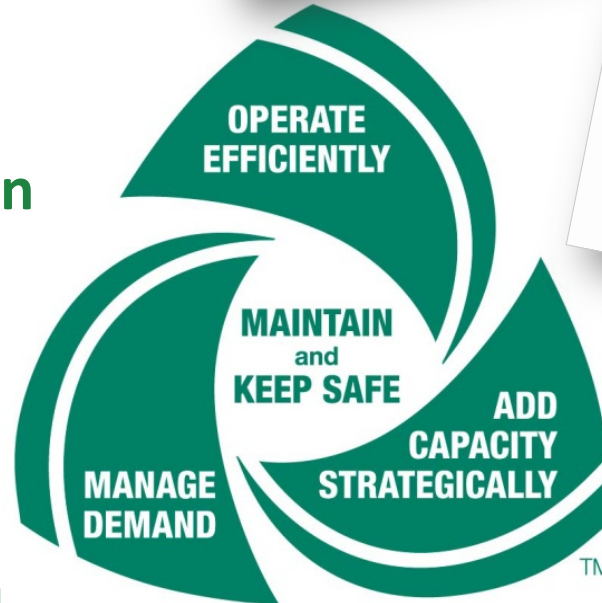 OPERATE
EFFICIENTLY
n
MAINTAIN
and
KEEP SAFE
ADD
CAPACITY
STRATEGICALLY
MANAGE
DEMAND
TM